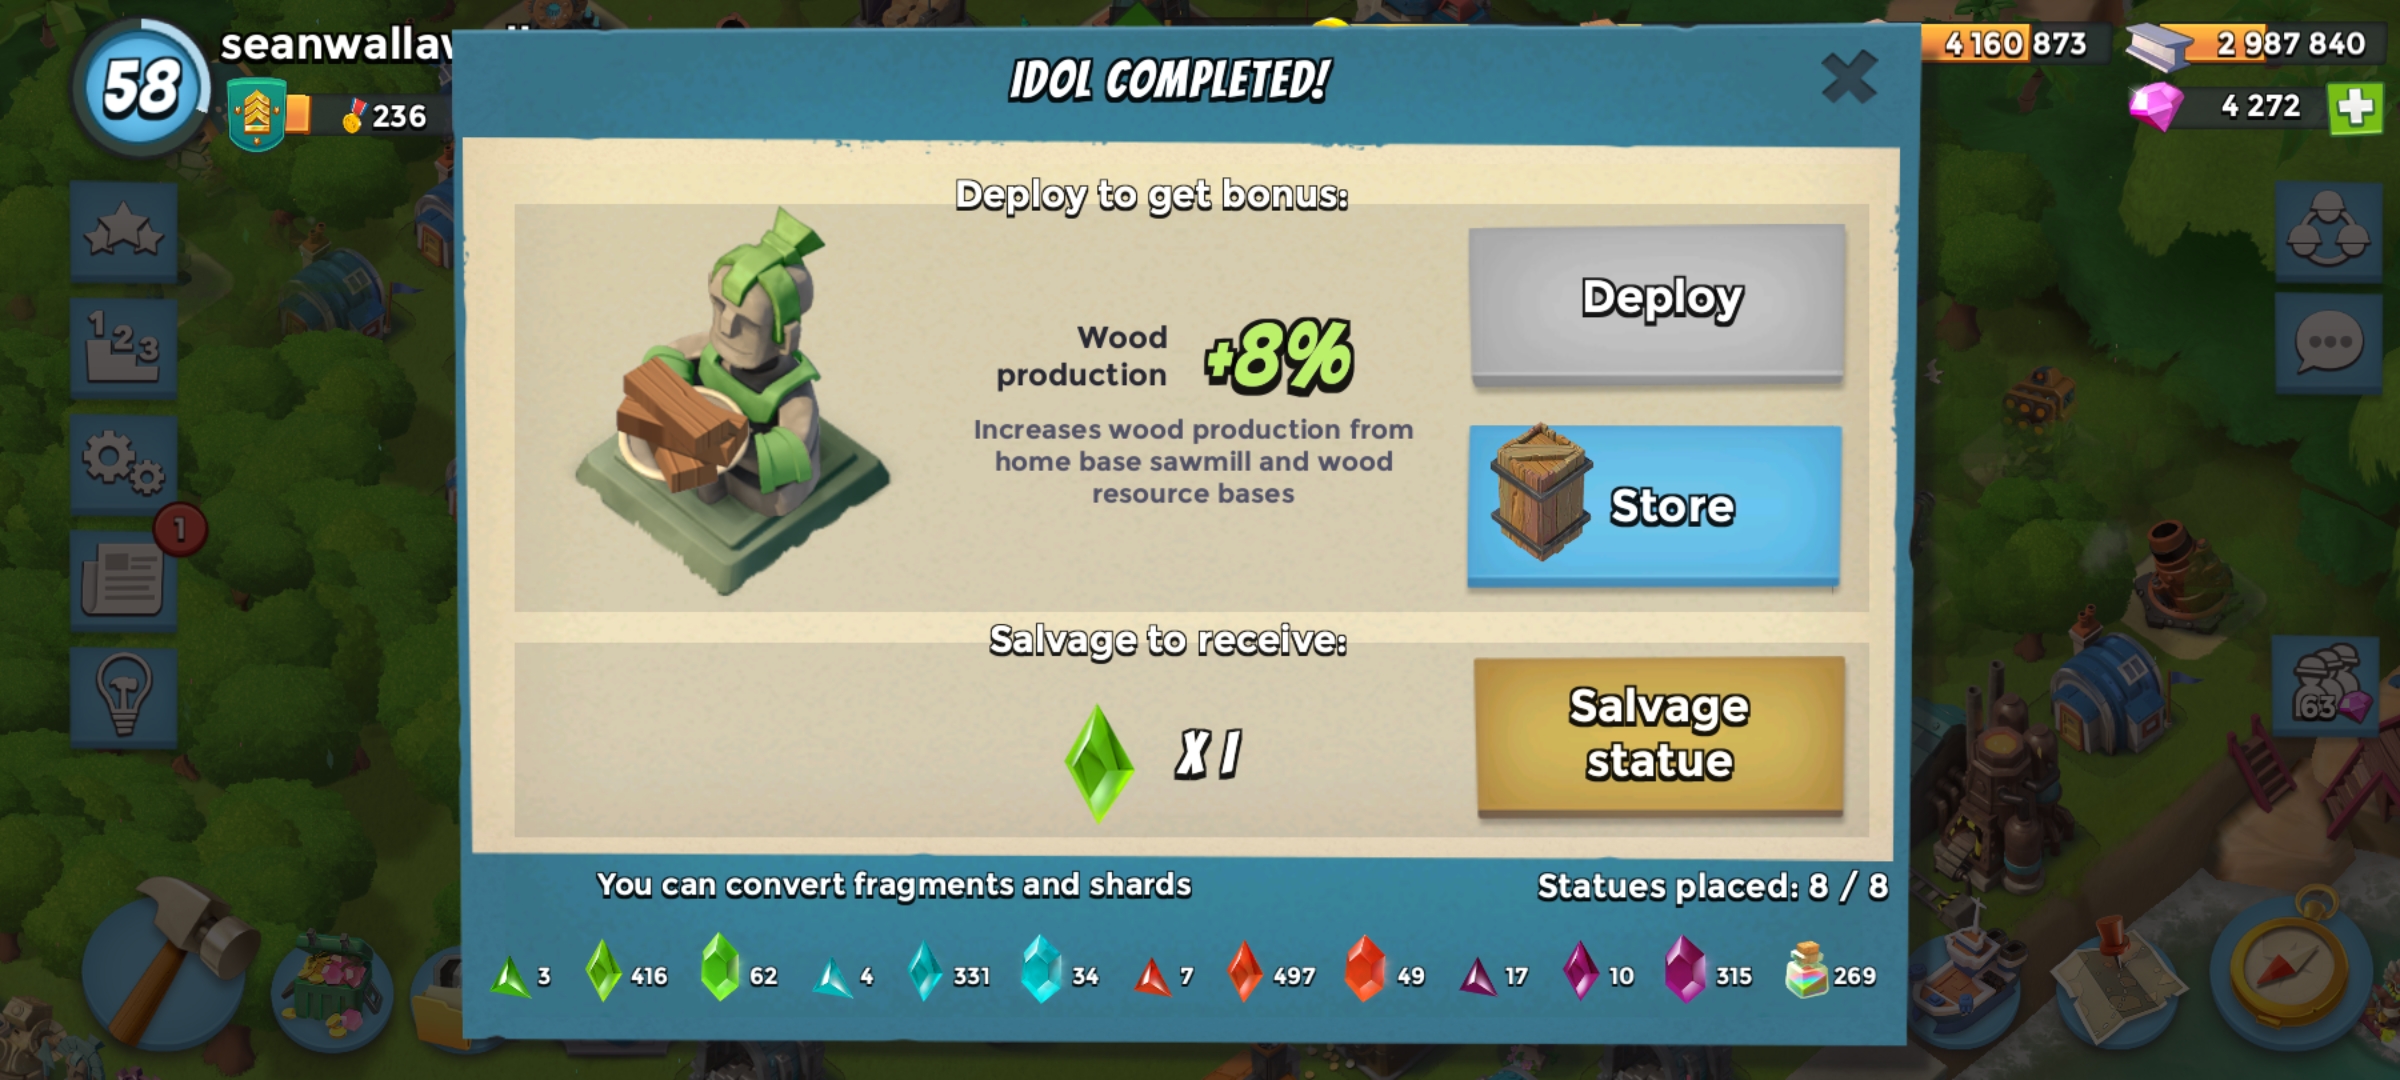 58
236
IDOL COMPLETED!
4 160 873
2 987 840
4 272
Deploy to get bonus:
Wood
production
+8%
Increases wood production from
home base sawmill and wood
resource bases
Deploy
Store
1 2 3
1
Salvage to receive:
X 1
Salvage
statue
63
You can convert fragments and shards
Statues placed: 8 / 8
3 416 62 4 331 34 7 497 49 17 10 315 269